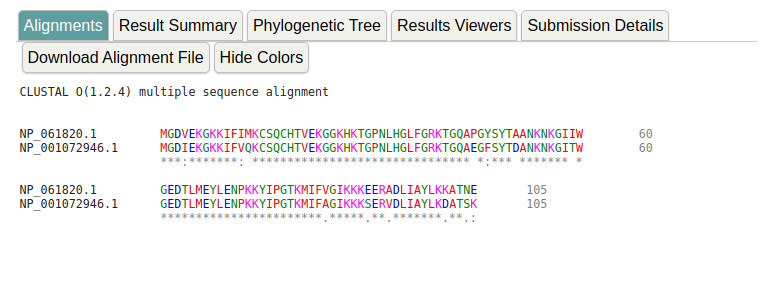 Alignments Result Summary Phylogenetic Tree Results Viewers Submission Details
Download Alignment File Hide Colors
CLUSTAL O(1.2.4) multiple sequence alignment
NP_061820.1 MGDVEKGKKIFIMKCSQCHTVEKGGKHKTGPNLHGLFGRKTGQAPGYSYTAANKNKGIIW 60
NP_001072946.1 MGDIEKGKKIFVQKCSQCHTVEKGGKHKTGPNLHGLFGRKTGQAEGFSYTDANKNKGITW 60
***:*******: ******************************* *:*** ******* *
NP_061820.1 GEDTLMEYLENPKKYIPGTKMIFVGIKKKEERADLIAYLKKATNE 105
NP_001072946.1 GEDTLMEYLENPKKYIPGTKMIFAGIKKKSERVDLIAYLKDATSK 105
***********************.*****.**.*******.**.: